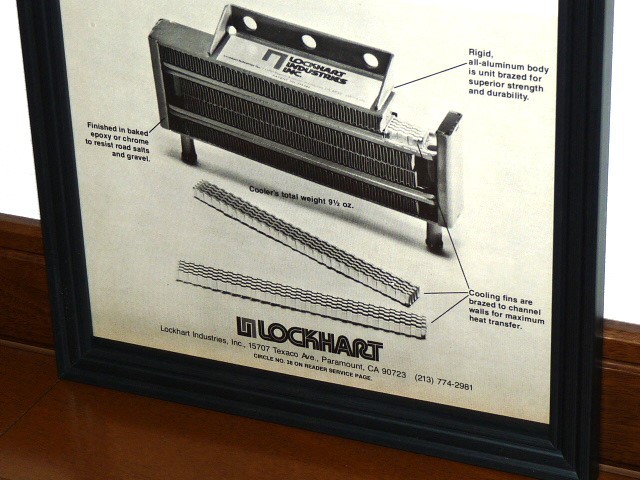 LOCKHART
INDUSTRIES
INC.
Rigid,
all-aluminum body
is unit brazed for
superior strength
and durability.
Finished in baked
epoxy or chrome
to resist road salts
and gravel.
Cooler's total weight 9½ oz.
Cooling fins are
brazed to channel
walls for maximum
heat transfer.
LOCKHART
Lockhart Industries, Inc., 15707 Texaco Ave., Paramount, CA 90723 (213) 774-2981
CIRCLE NO. 38 ON READER SERVICE PAGE.